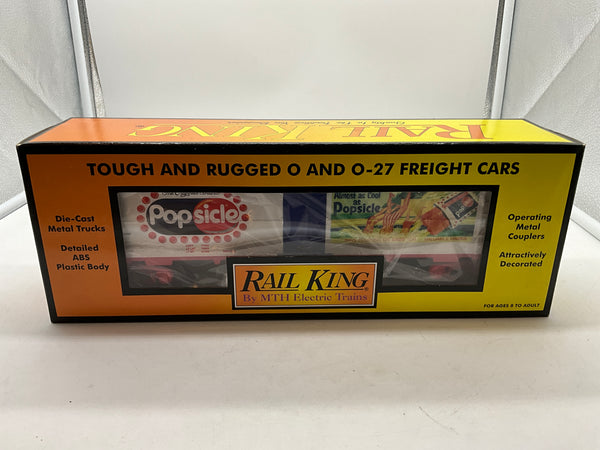 RAIL KING
TOUGH AND RUGGED O AND O-27 FREIGHT CARS
Die-Cast
Metal Trucks
Detailed
ABS
Plastic Body
Popsicle
Almost as Cool
as
Dopsicle
Operating
Metal
Couplers
Attractively
Decorated
RAIL KING
By MTH Electric Trains
FOR AGES 8 TO ADULT